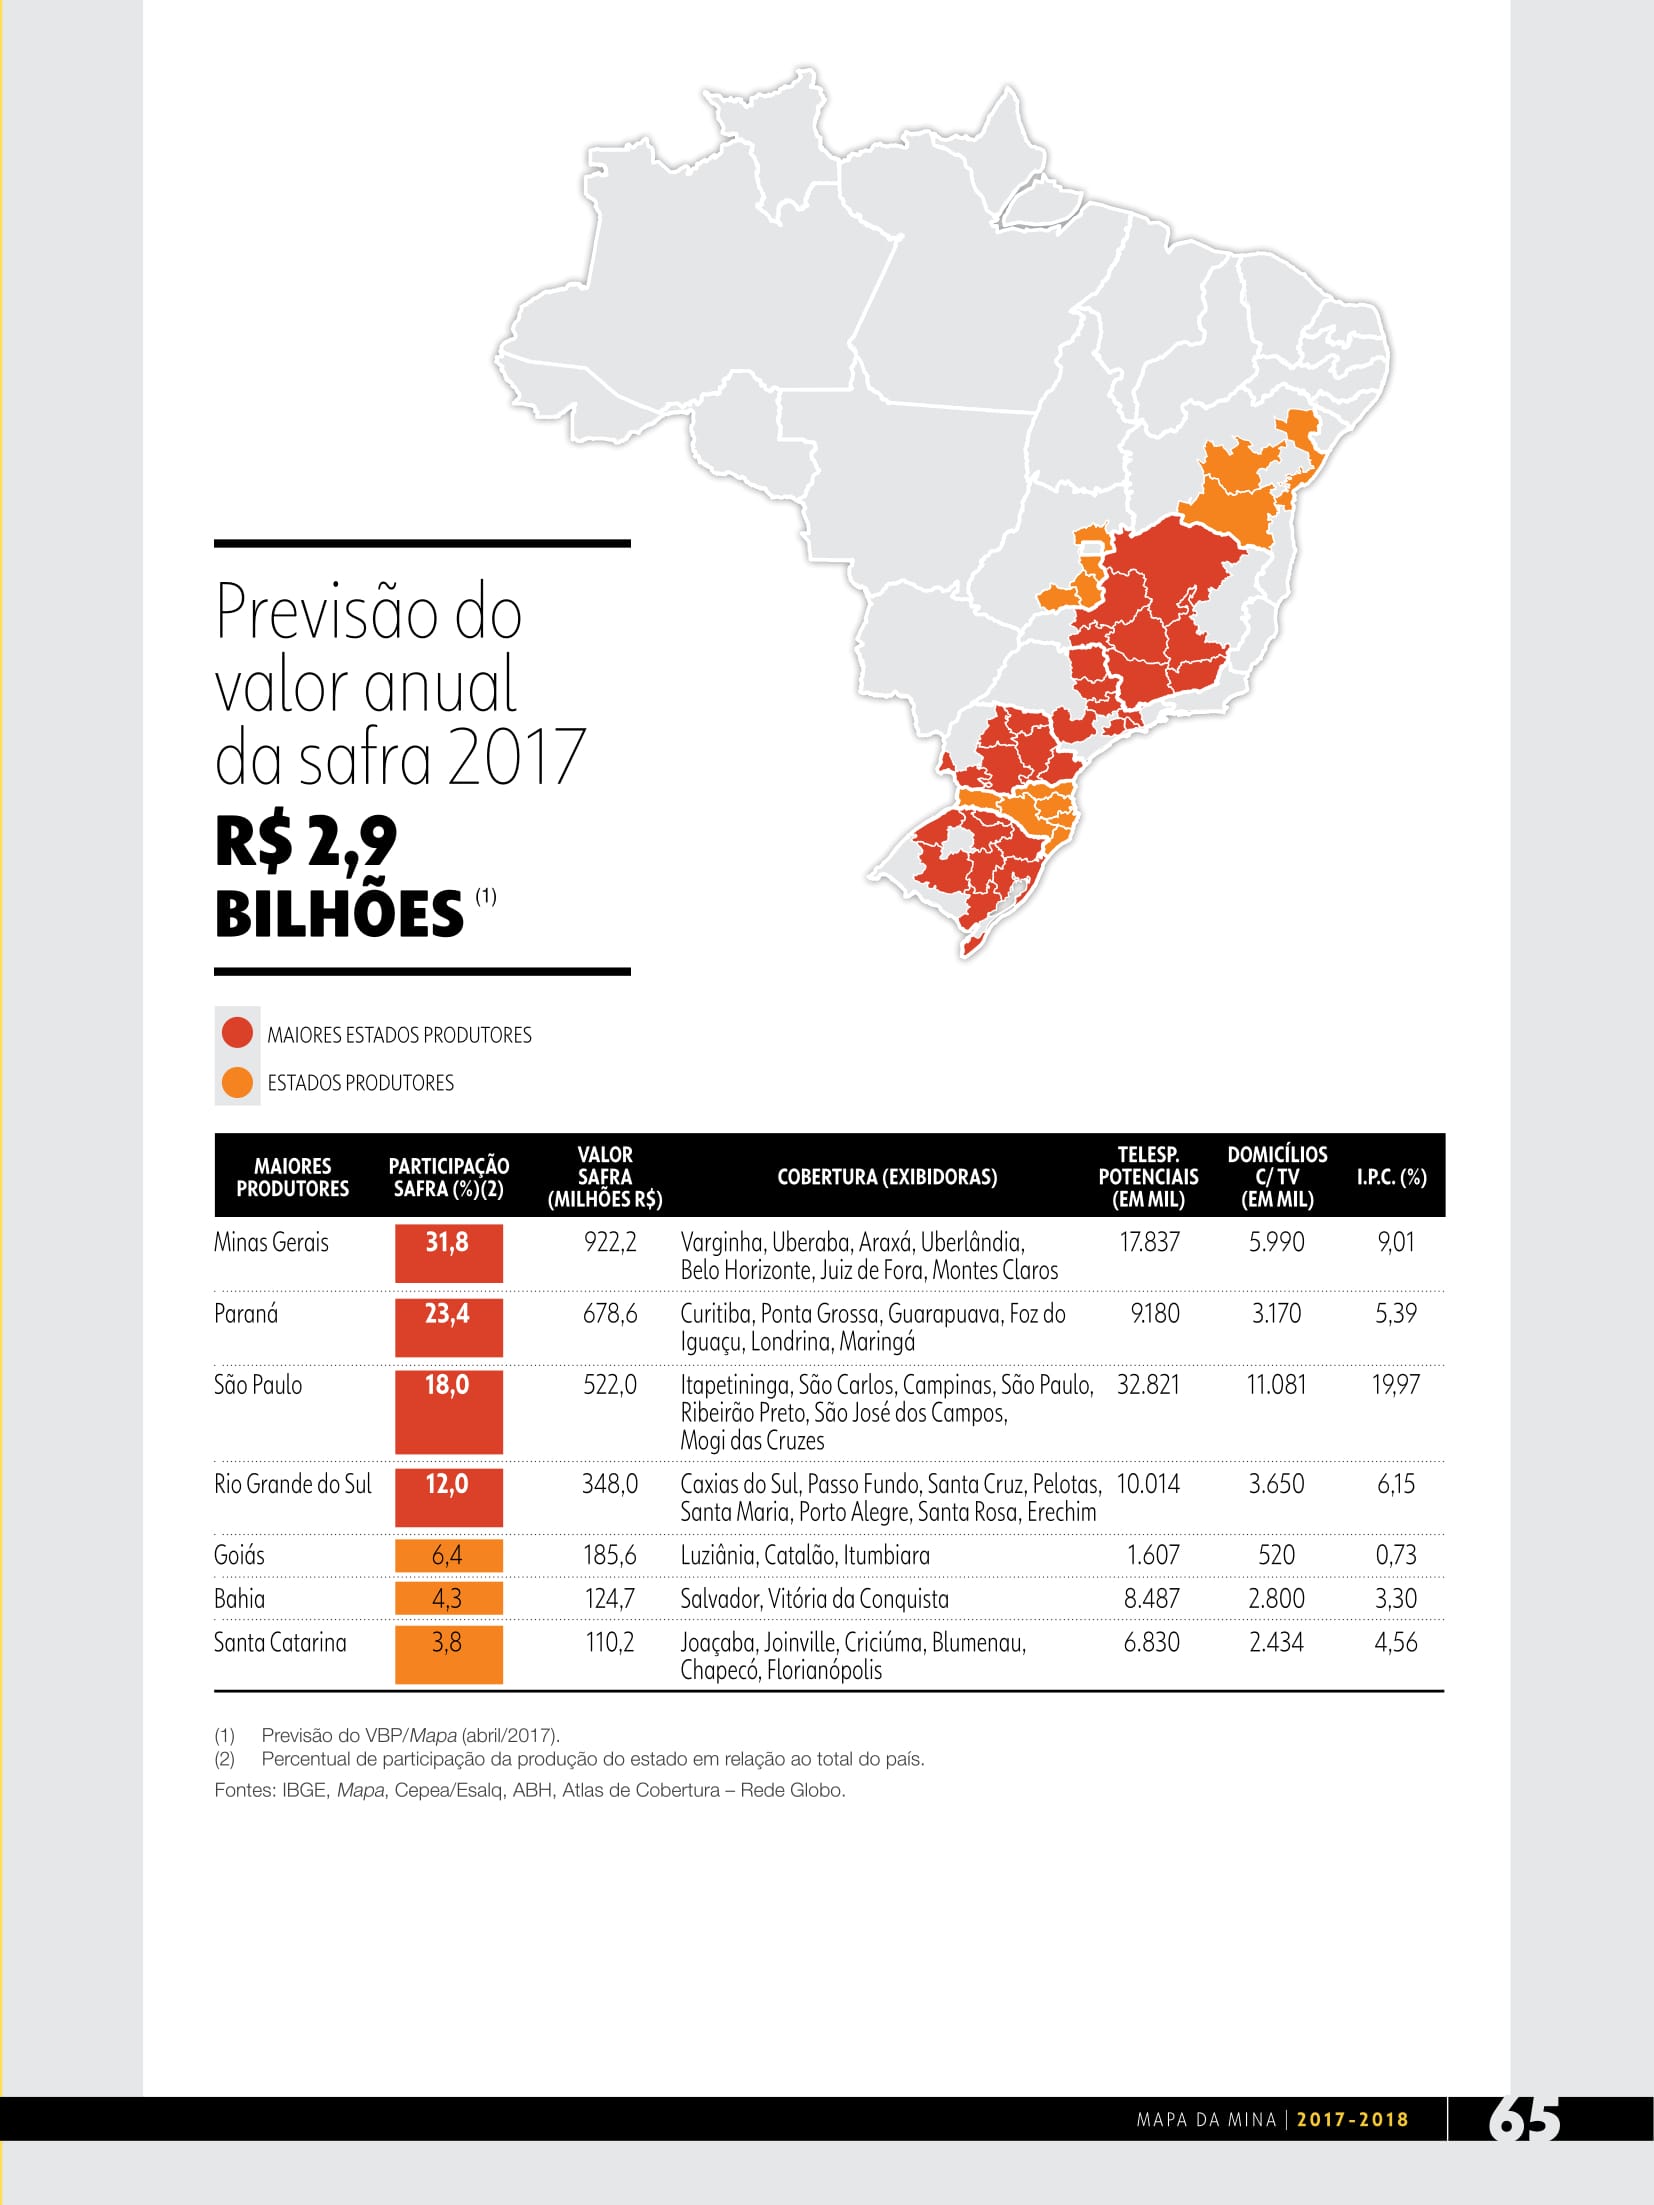 Previsão do
valor anual
da safra 2017
R$ 2,9
BILHÕES (1)
MAIORES ESTADOS PRODUTORES
ESTADOS PRODUTORES
MAIORES PRODUTORES PARTICIPAÇÃO SAFRA (%)(2) VALOR SAFRA (MILHÕES R$) COBERTURA (EXIBIDORAS) TELESP. POTENCIAIS (EM MIL) DOMICÍLIOS C/ TV (EM MIL) I.P.C. (%)
Minas Gerais 31,8 922,2 Varginha, Uberaba, Araxá, Uberlândia, 17.837 5.990 9,01
Belo Horizonte, Juiz de Fora, Montes Claros
Paraná 23,4 678,6 Curitiba, Ponta Grossa, Guarapuava, Foz do 9.180 3.170 5,39
Iguaçu, Londrina, Maringá
São Paulo 18,0 522,0 Itapetininga, São Carlos, Campinas, São Paulo, 32.821 11.081 19,97
Ribeirão Preto, São José dos Campos,
Mogi das Cruzes
Rio Grande do Sul 12,0 348,0 Caxias do Sul, Passo Fundo, Santa Cruz, Pelotas, 10.014 3.650 6,15
Santa Maria, Porto Alegre, Santa Rosa, Erechim
Goiás 6,4 185,6 Luziânia, Catalão, Itumbiara 1.607 520 0,73
Bahia 4,3 124,7 Salvador, Vitória da Conquista 8.487 2.800 3,30
Santa Catarina 3,8 110,2 Joaçaba, Joinville, Criciúma, Blumenau, 6.830 2.434 4,56
Chapecó, Florianópolis
(1) Previsão do VBP/Mapa (abril/2017).
(2) Percentual de participação da produção do estado em relação ao total do país.
Fontes: IBGE, Mapa, Cepea/Esalq, ABH, Atlas de Cobertura – Rede Globo.
MAPA DA MINA | 2017-2018 65